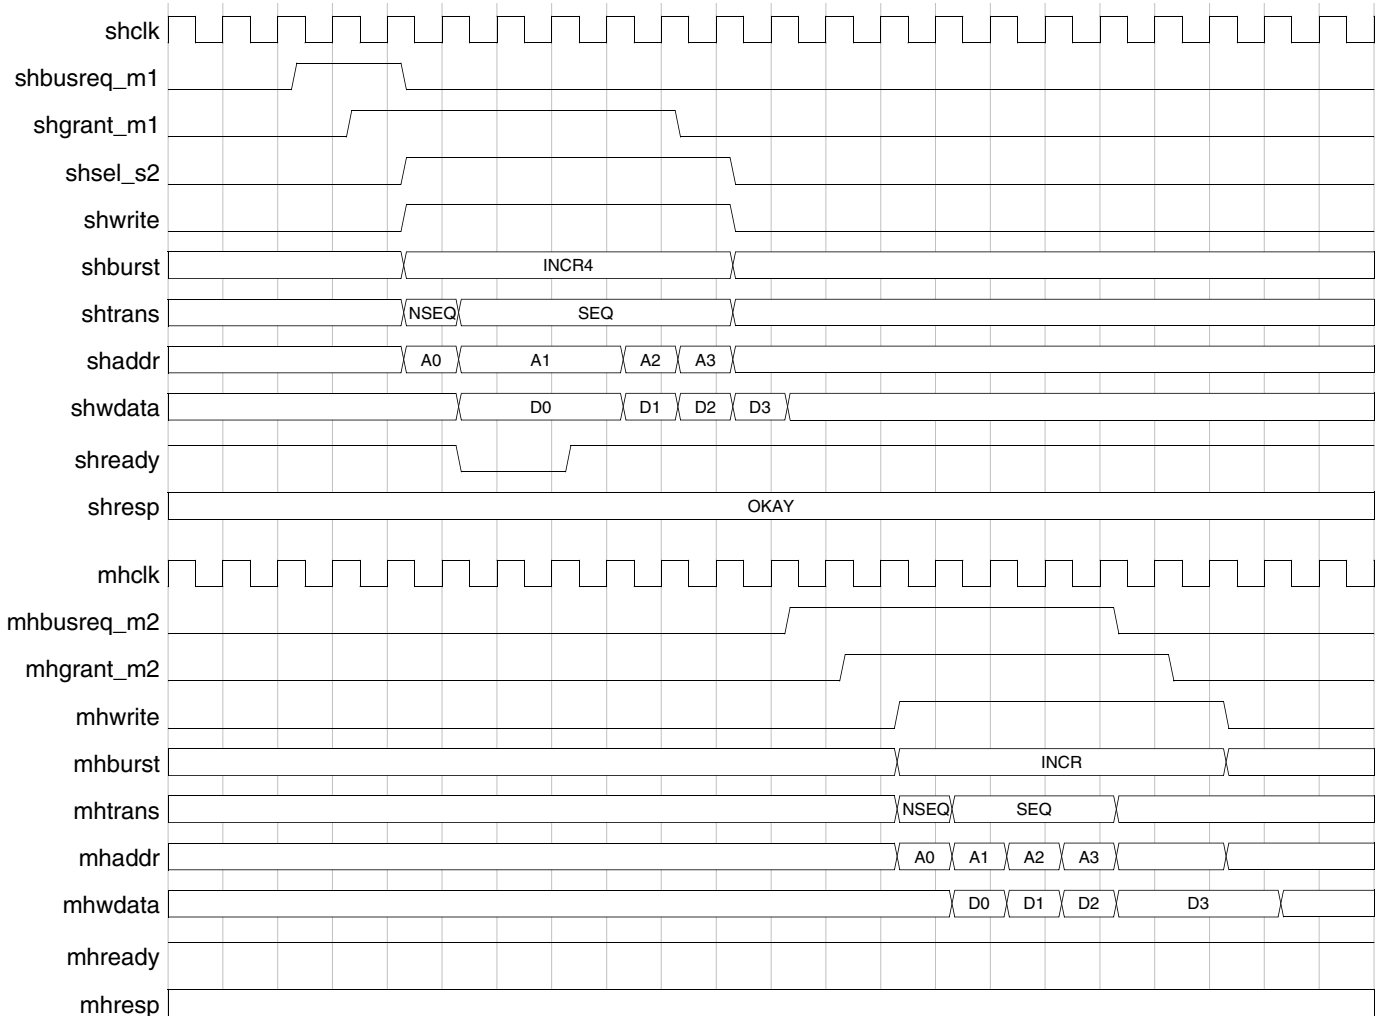 shclk
shbusreq_m1
shgrant_m1
shsel_s2
shwrite
shburst INCR4
shtrans NSEQ SEQ
shaddr A0 A1 A2 A3
shwdata D0 D1 D2 D3
shready
shresp OKAY
mhclk
mhbusreq_m2
mhgrant_m2
mhwrite
mhburst INCR
mhtrans NSEQ SEQ
mhaddr A0 A1 A2 A3
mhwdata D0 D1 D2 D3
mhready
mhresp